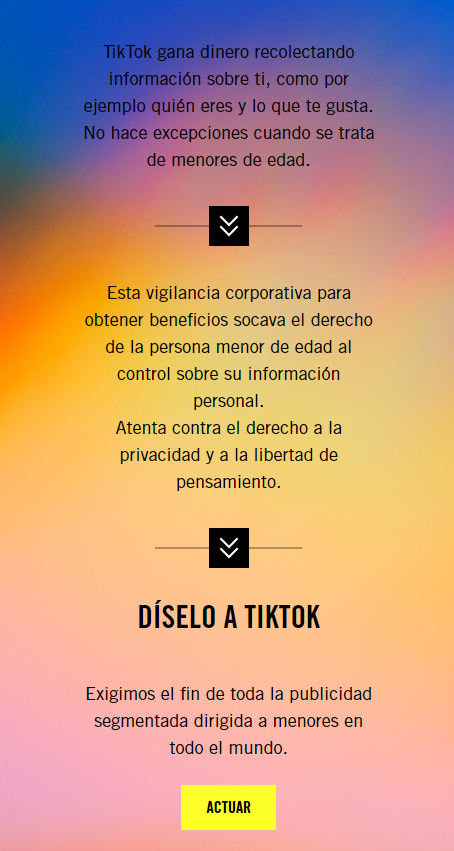 TikTok gana dinero recolectando
información sobre ti, como por
ejemplo quién eres y lo que te gusta.
No hace excepciones cuando se trata
de menores de edad.
Esta vigilancia corporativa para
obtener beneficios socava el derecho
de la persona menor de edad al
control sobre su información
personal.
Atenta contra el derecho a la
privacidad y a la libertad de
pensamiento.
DÍSELO A TIKTOK
Exigimos el fin de toda la publicidad
segmentada dirigida a menores en
todo el mundo.
ACTUAR